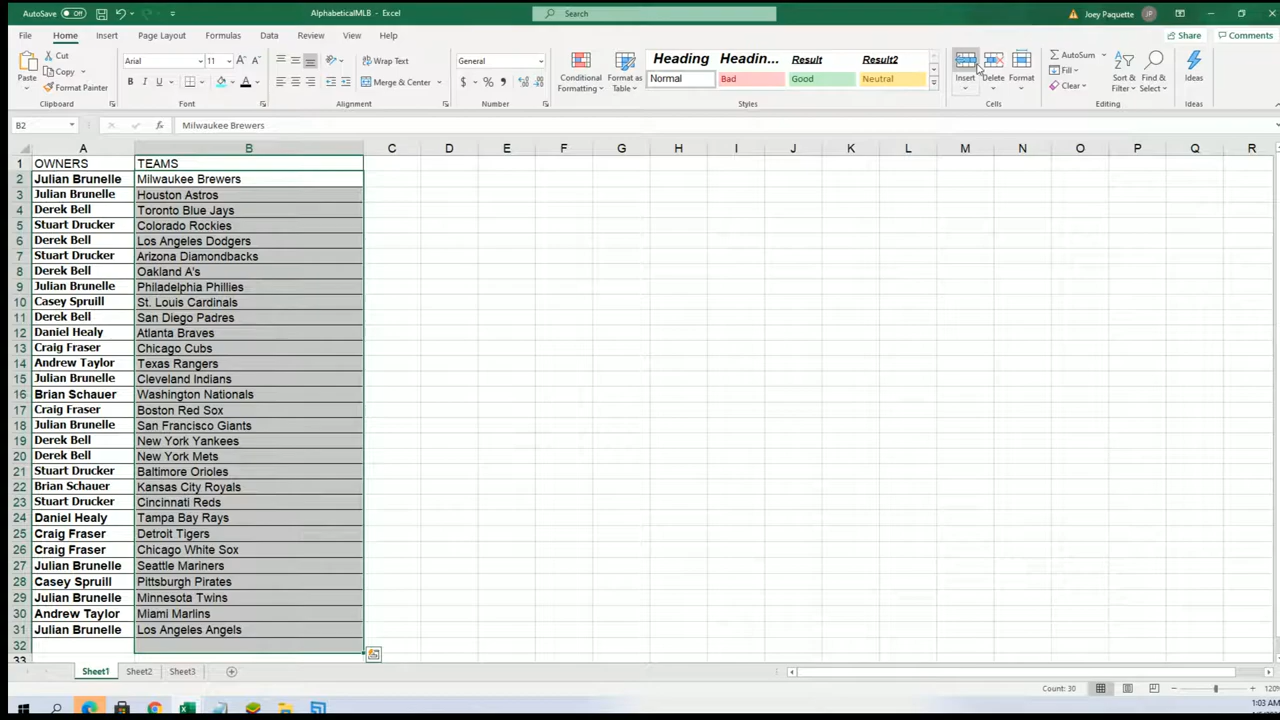 AutoSave Off AlphabeticalMLB - Excel Search Joey Paquette JP
File Home Insert Page Layout Formulas Data Review View Help Share Comments
Paste Cut Copy Format Painter Clipboard
Arial 11 B I U A A Font
Wrap Text Merge & Center Alignment
General $ % 9 Number
Conditional Formatting Format as Table
Heading Headin... Result Result2
Normal Bad Good Neutral
Styles
Insert Delete Format Cells
AutoSum Fill Clear Sort & Filter Find & Select Editing
Ideas Ideas
B2 fx Milwaukee Brewers
A B C D E F G H I J K L M N O P Q R
1 OWNERS TEAMS
2 Julian Brunelle Milwaukee Brewers
3 Julian Brunelle Houston Astros
4 Derek Bell Toronto Blue Jays
5 Stuart Drucker Colorado Rockies
6 Derek Bell Los Angeles Dodgers
7 Stuart Drucker Arizona Diamondbacks
8 Derek Bell Oakland A's
9 Julian Brunelle Philadelphia Phillies
10 Casey Spruill St. Louis Cardinals
11 Derek Bell San Diego Padres
12 Daniel Healy Atlanta Braves
13 Craig Fraser Chicago Cubs
14 Andrew Taylor Texas Rangers
15 Julian Brunelle Cleveland Indians
16 Brian Schauer Washington Nationals
17 Craig Fraser Boston Red Sox
18 Julian Brunelle San Francisco Giants
19 Derek Bell New York Yankees
20 Derek Bell New York Mets
21 Stuart Drucker Baltimore Orioles
22 Brian Schauer Kansas City Royals
23 Stuart Drucker Cincinnati Reds
24 Daniel Healy Tampa Bay Rays
25 Craig Fraser Detroit Tigers
26 Craig Fraser Chicago White Sox
27 Julian Brunelle Seattle Mariners
28 Casey Spruill Pittsburgh Pirates
29 Julian Brunelle Minnesota Twins
30 Andrew Taylor Miami Marlins
31 Julian Brunelle Los Angeles Angels
32
33
Sheet1 Sheet2 Sheet3
Count: 30 120%
1:03 AM